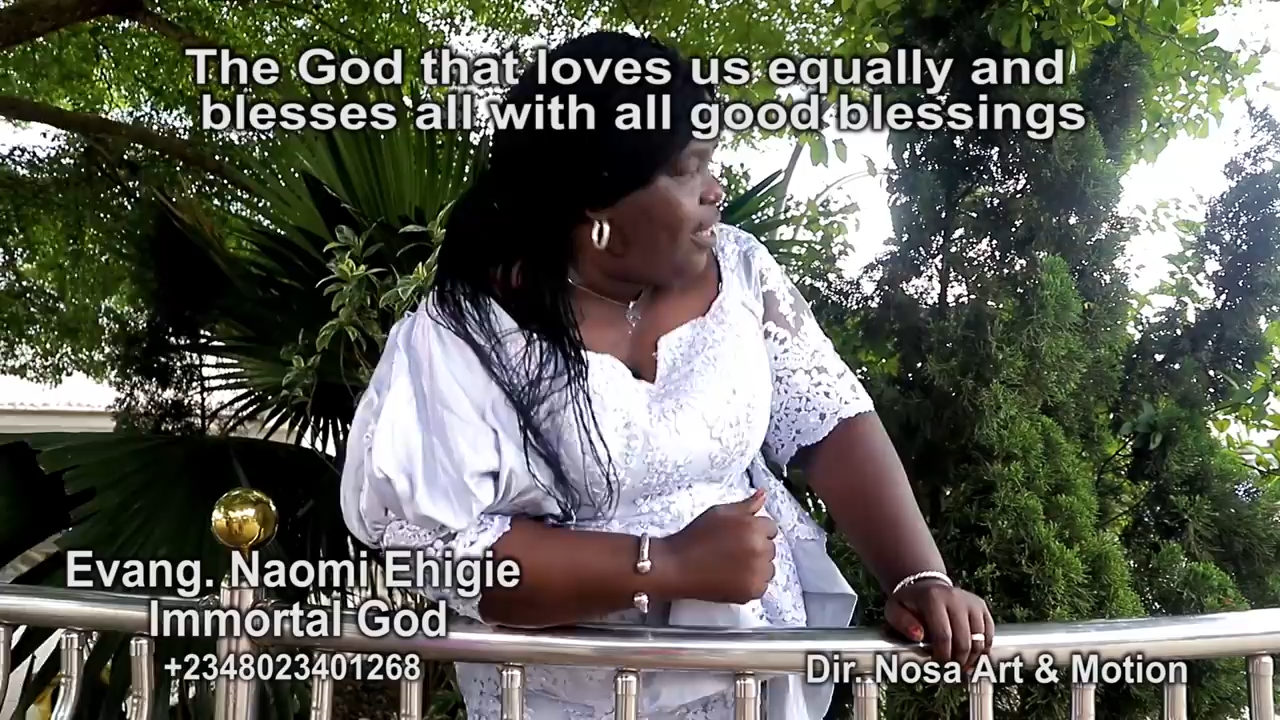 The God that loves us equally and
blesses all with all good blessings
Evang. Naomi Ehigie
Immortal God
+2348023401268
Dir. Nosa Art & Motion